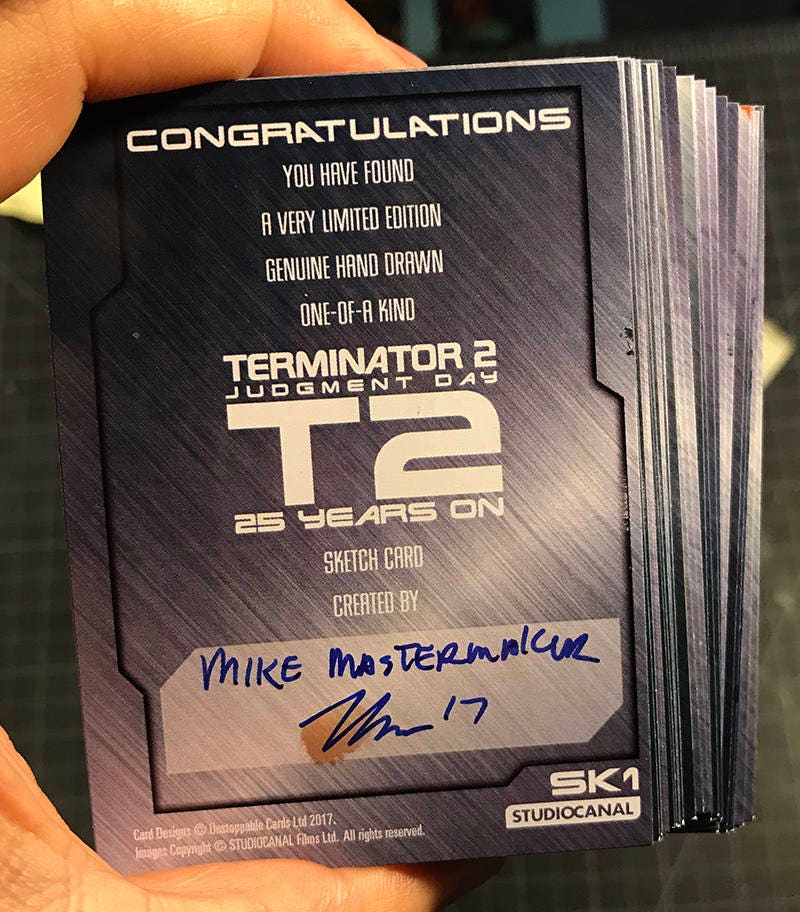 CONGRATULATIONS
YOU HAVE FOUND
A VERY LIMITED EDITION
GENUINE HAND DRAWN
ONE-OF-A KIND
TERMINATOR 2
JUDGMENT DAY
T2
25 YEARS ON
SKETCH CARD
CREATED BY
MIKE MASTERMAKER
'17
SK1
STUDIOCANAL
Card Designs © Unstoppable Cards Ltd 2017.
Images Copyright © STUDIOCANAL Films Ltd. All rights reserved.